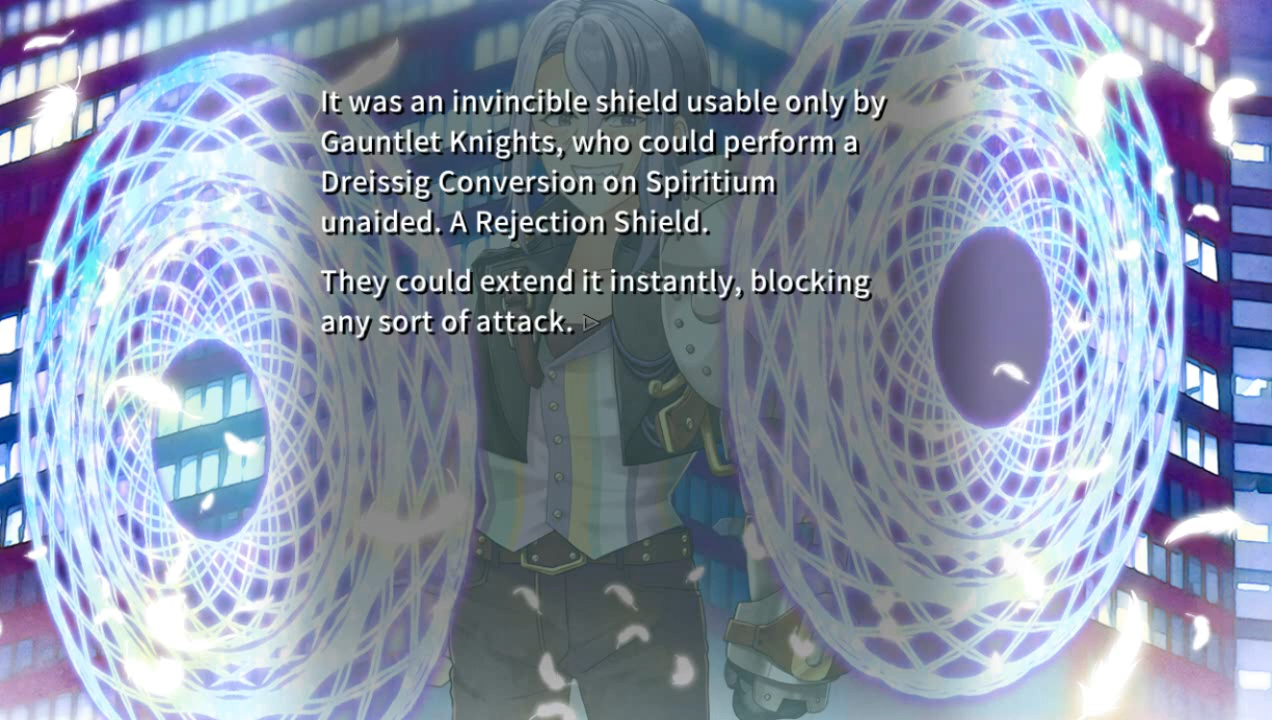 It was an invincible shield usable only by
Gauntlet Knights, who could perform a
Dreissig Conversion on Spiritium
unaided. A Rejection Shield.
They could extend it instantly, blocking
any sort of attack.